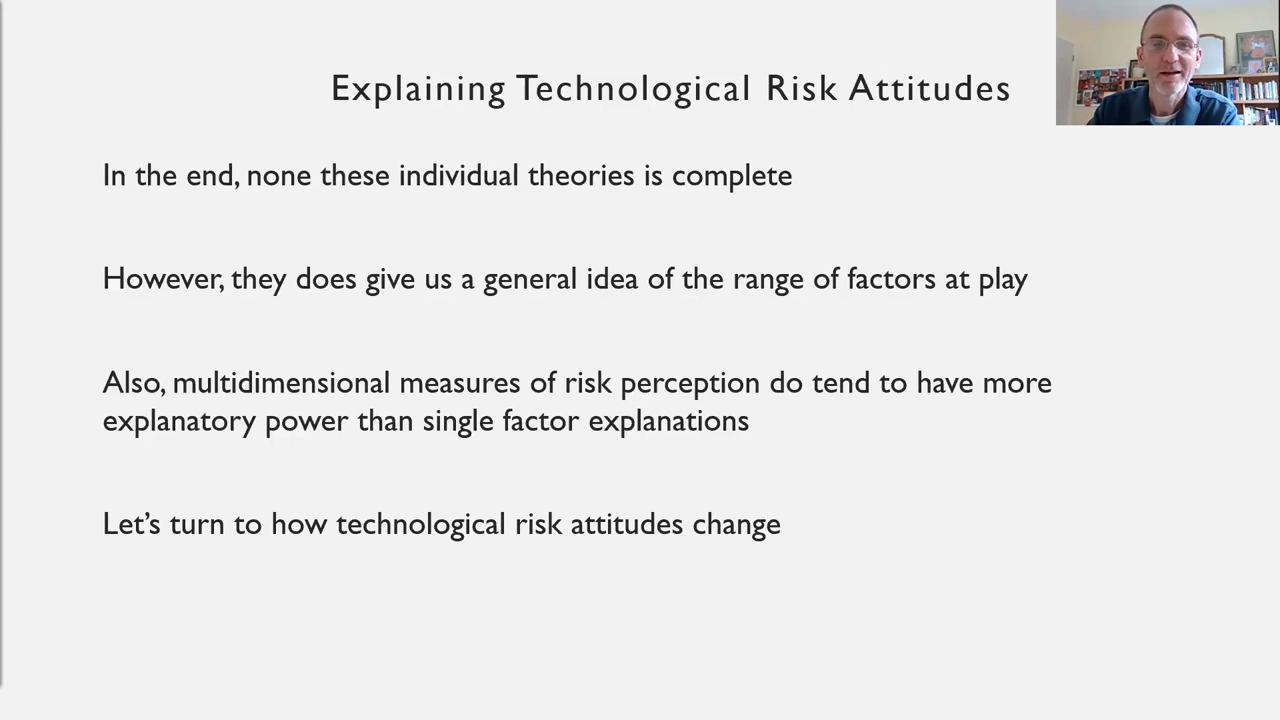 Explaining Technological Risk Attitudes
In the end, none these individual theories is complete
However, they does give us a general idea of the range of factors at play
Also, multidimensional measures of risk perception do tend to have more
explanatory power than single factor explanations
Let’s turn to how technological risk attitudes change